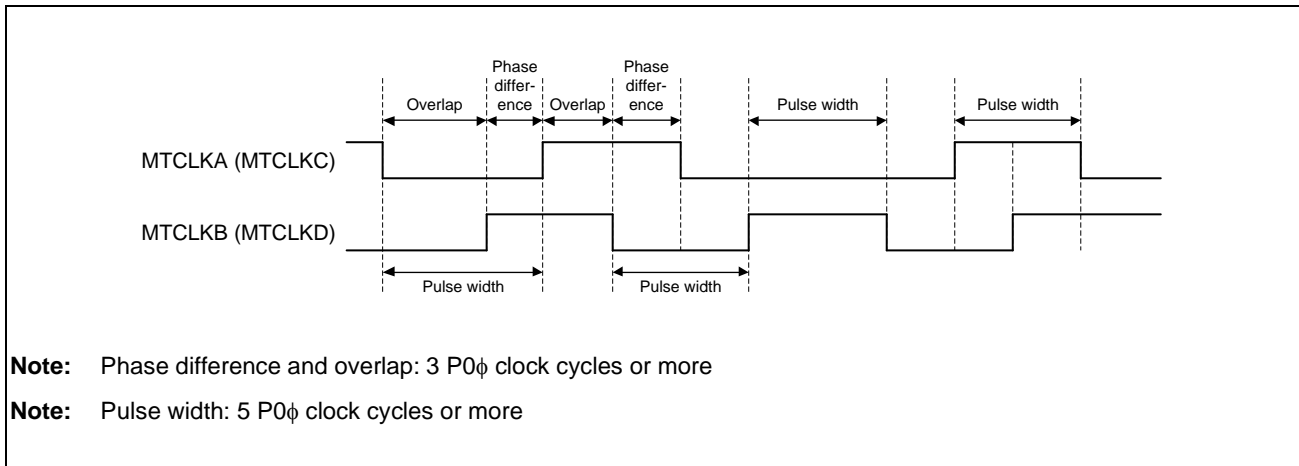 Phase
differ-
ence
Phase
differ-
ence
Overlap
Overlap
Pulse width
Pulse width
MTCLKA (MTCLKC)
MTCLKB (MTCLKD)
Pulse width
Pulse width
Note: Phase difference and overlap: 3 P0ϕ clock cycles or more
Note: Pulse width: 5 P0ϕ clock cycles or more